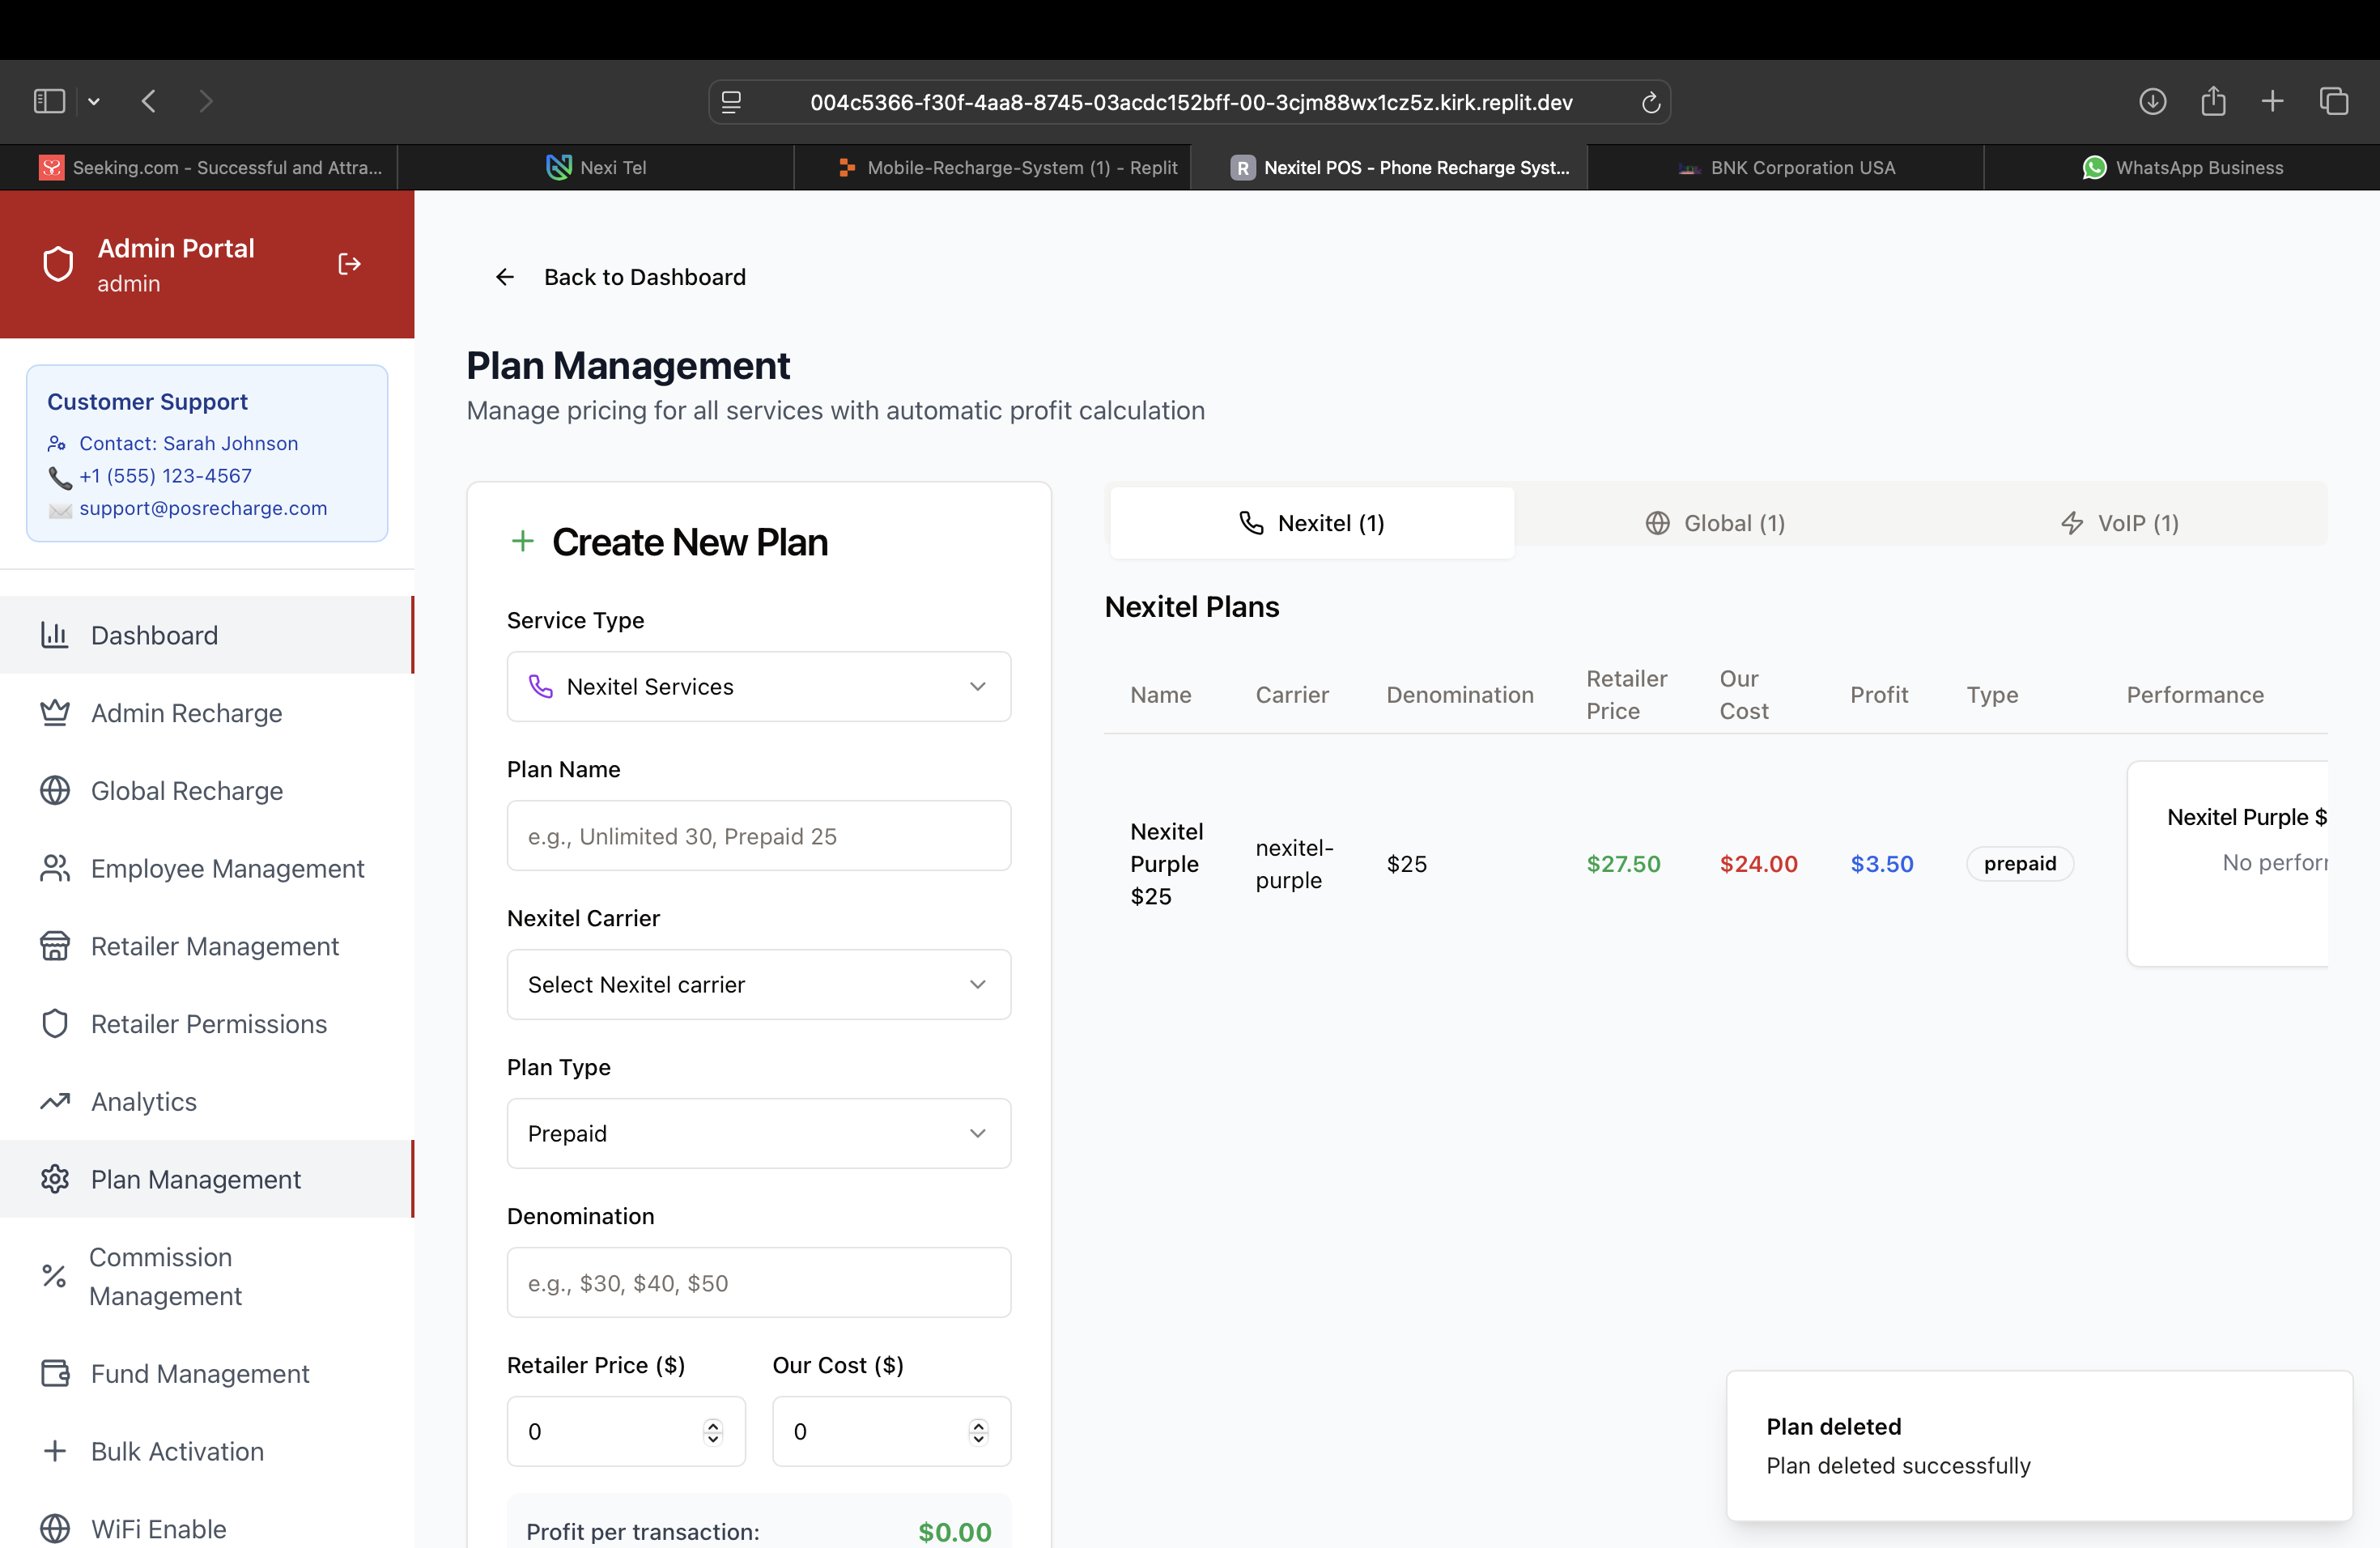 004c5366-f30f-4aa8-8745-03acdc152bff-00-3cjm88wx1cz5z.kirk.replit.dev
Seeking.com - Successful and Attra...
Nexi Tel
Mobile-Recharge-System (1) - Replit
R Nexitel POS - Phone Recharge Syst...
BNK Corporation USA
WhatsApp Business
Admin Portal
admin
Customer Support
Contact: Sarah Johnson
+1 (555) 123-4567
support@posrecharge.com
Dashboard
Admin Recharge
Global Recharge
Employee Management
Retailer Management
Retailer Permissions
Analytics
Plan Management
Commission
Management
Fund Management
Bulk Activation
WiFi Enable
Back to Dashboard
Plan Management
Manage pricing for all services with automatic profit calculation
Create New Plan
Service Type
Nexitel Services
Plan Name
e.g., Unlimited 30, Prepaid 25
Nexitel Carrier
Select Nexitel carrier
Plan Type
Prepaid
Denomination
e.g., $30, $40, $50
Retailer Price ($) Our Cost ($)
0 0
Profit per transaction: $0.00
Nexitel (1) Global (1) VoIP (1)
Nexitel Plans
Name Carrier Denomination Retailer Price Our Cost Profit Type Performance
Nexitel Purple $25 nexitel-purple $25 $27.50 $24.00 $3.50 prepaid
Nexitel Purple $
No perfor
Plan deleted
Plan deleted successfully